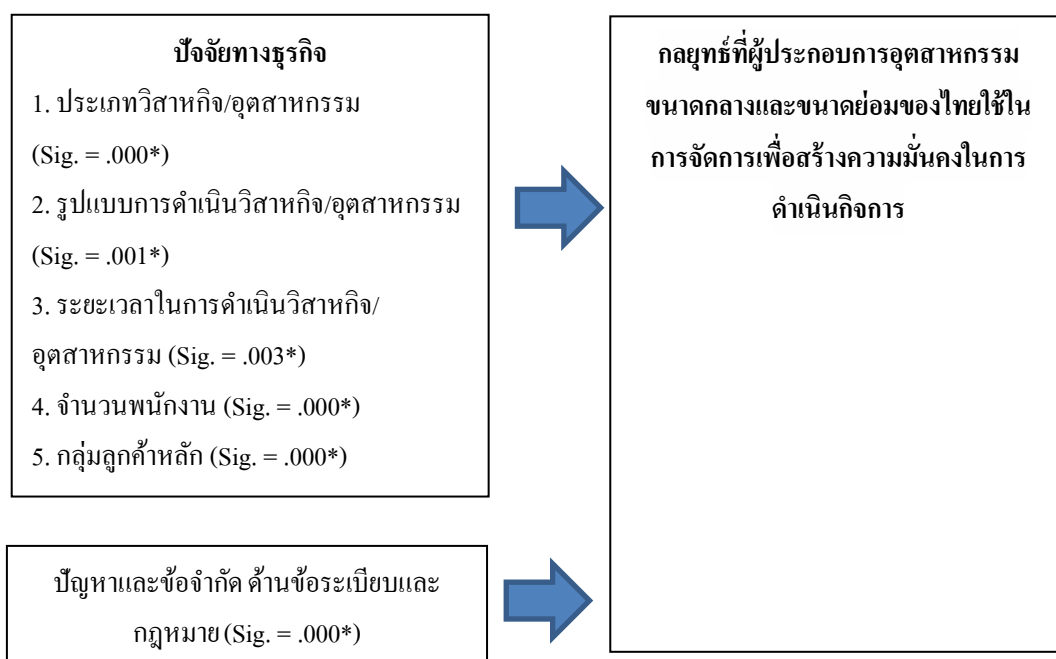 ปัจจัยทางธุรกิจ
1. ประเภทวิสาหกิจ/อุตสาหกรรม
(Sig. = .000*)
2. รูปแบบการดำเนินวิสาหกิจ/อุตสาหกรรม
(Sig. = .001*)
3. ระยะเวลาในการดำเนินวิสาหกิจ/
อุตสาหกรรม (Sig. = .003*)
4. จำนวนพนักงาน (Sig. = .000*)
5. กลุ่มลูกค้าหลัก (Sig. = .000*)
ปัญหาและข้อจำกัด ด้านข้อระเบียบและ
กฎหมาย (Sig. = .000*)
กลยุทธ์ที่ผู้ประกอบการอุตสาหกรรม
ขนาดกลางและขนาดย่อมของไทยใช้ใน
การจัดการเพื่อสร้างความมั่นคงในการ
ดำเนินกิจการ